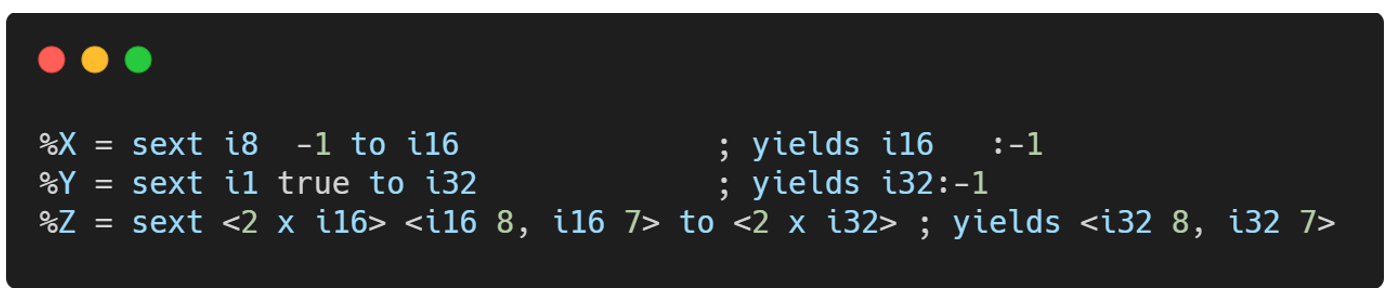 %X = sext i8  -1 to i16              ; yields i16   :-1
%Y = sext i1 true to i32             ; yields i32:-1
%Z = sext <2 x i16> <i16 8, i16 7> to <2 x i32> ; yields <i32 8, i32 7>